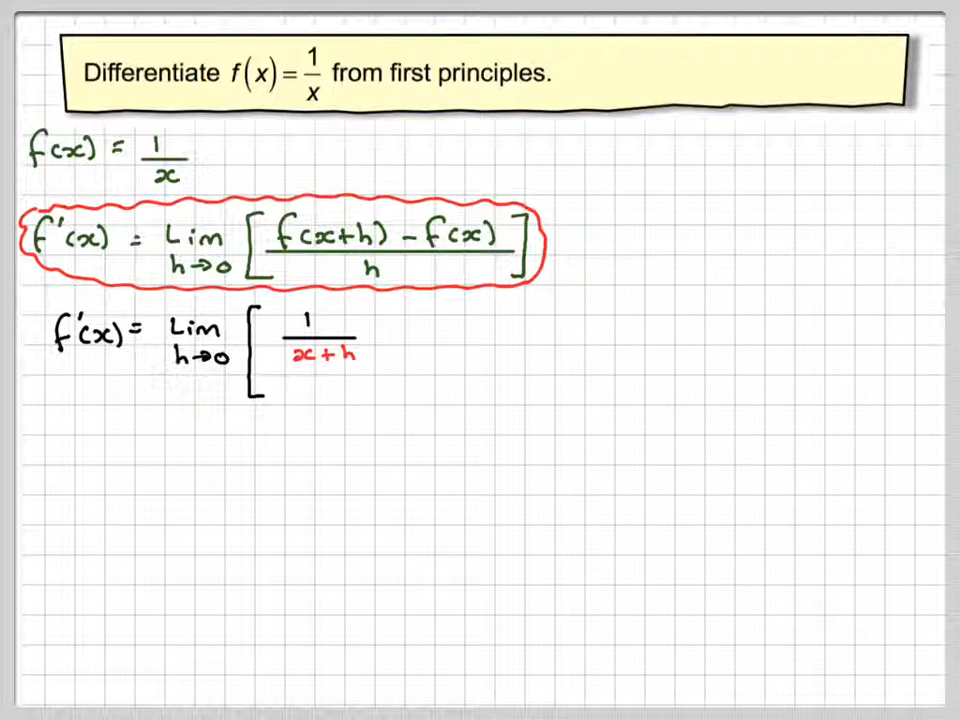 Differentiate f(x) = 1/x from first principles.
f(x) = 1/x
f'(x) = Lim h→0 [ f(x+h) - f(x) / h ]
f'(x) = Lim h→0 [ 1/x+h